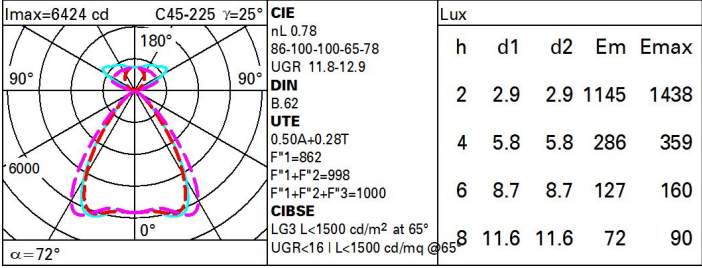 Imax=6424 cd C45-225 γ=25°
180°
90° 90°
6000
0°
α=72°
CIE
nL 0.78
86-100-100-65-78
UGR 11.8-12.9
DIN
B.62
UTE
0.50A+0.28T
F"1=862
F"1+F"2=998
F"1+F"2+F"3=1000
CIBSE
LG3 L<1500 cd/m² at 65°
UGR<16 | L<1500 cd/mq @65°
Lux
h d1 d2 Em Emax
2 2.9 2.9 1145 1438
4 5.8 5.8 286 359
6 8.7 8.7 127 160
8 11.6 11.6 72 90